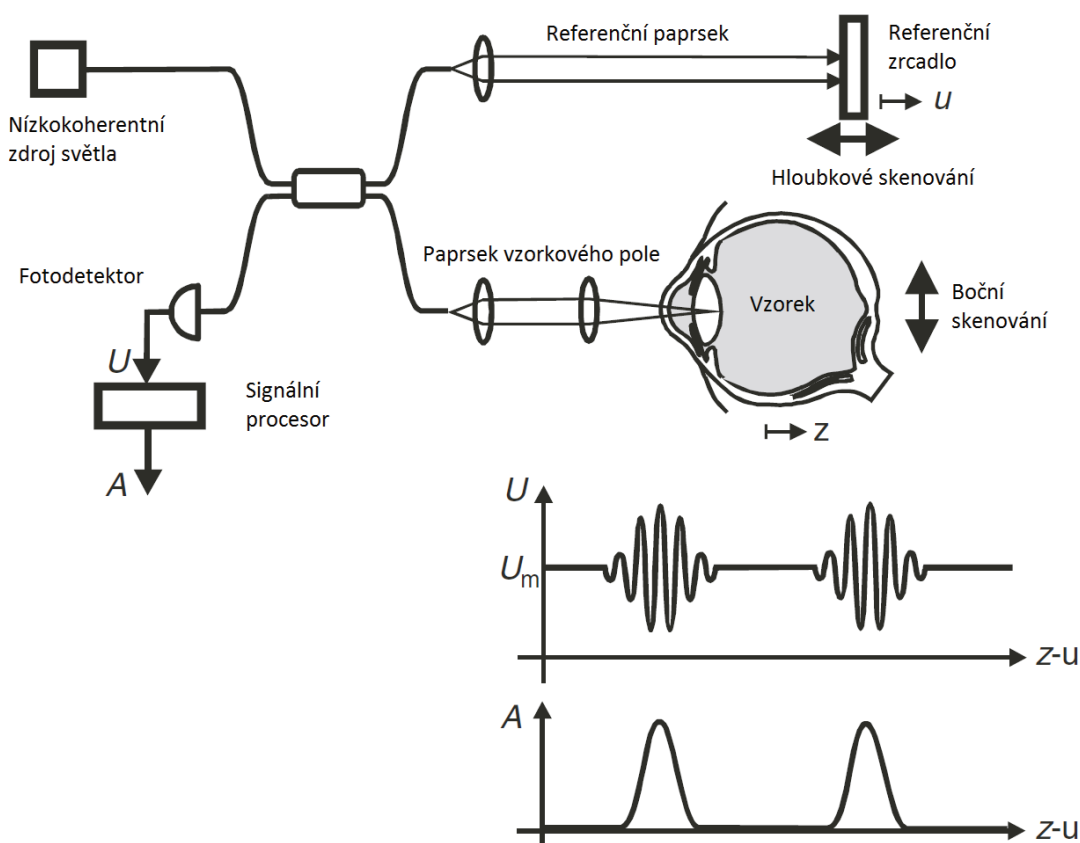 Nízkokoherentní
zdroj světla
Referenční paprsek
Referenční
zrcadlo
u
Hloubkové skenování
Fotodetektor
Paprsek vzorkového pole
Vzorek
Boční
skenování
U
Signální
procesor
z
A
U
Um
z-u
A
z-u